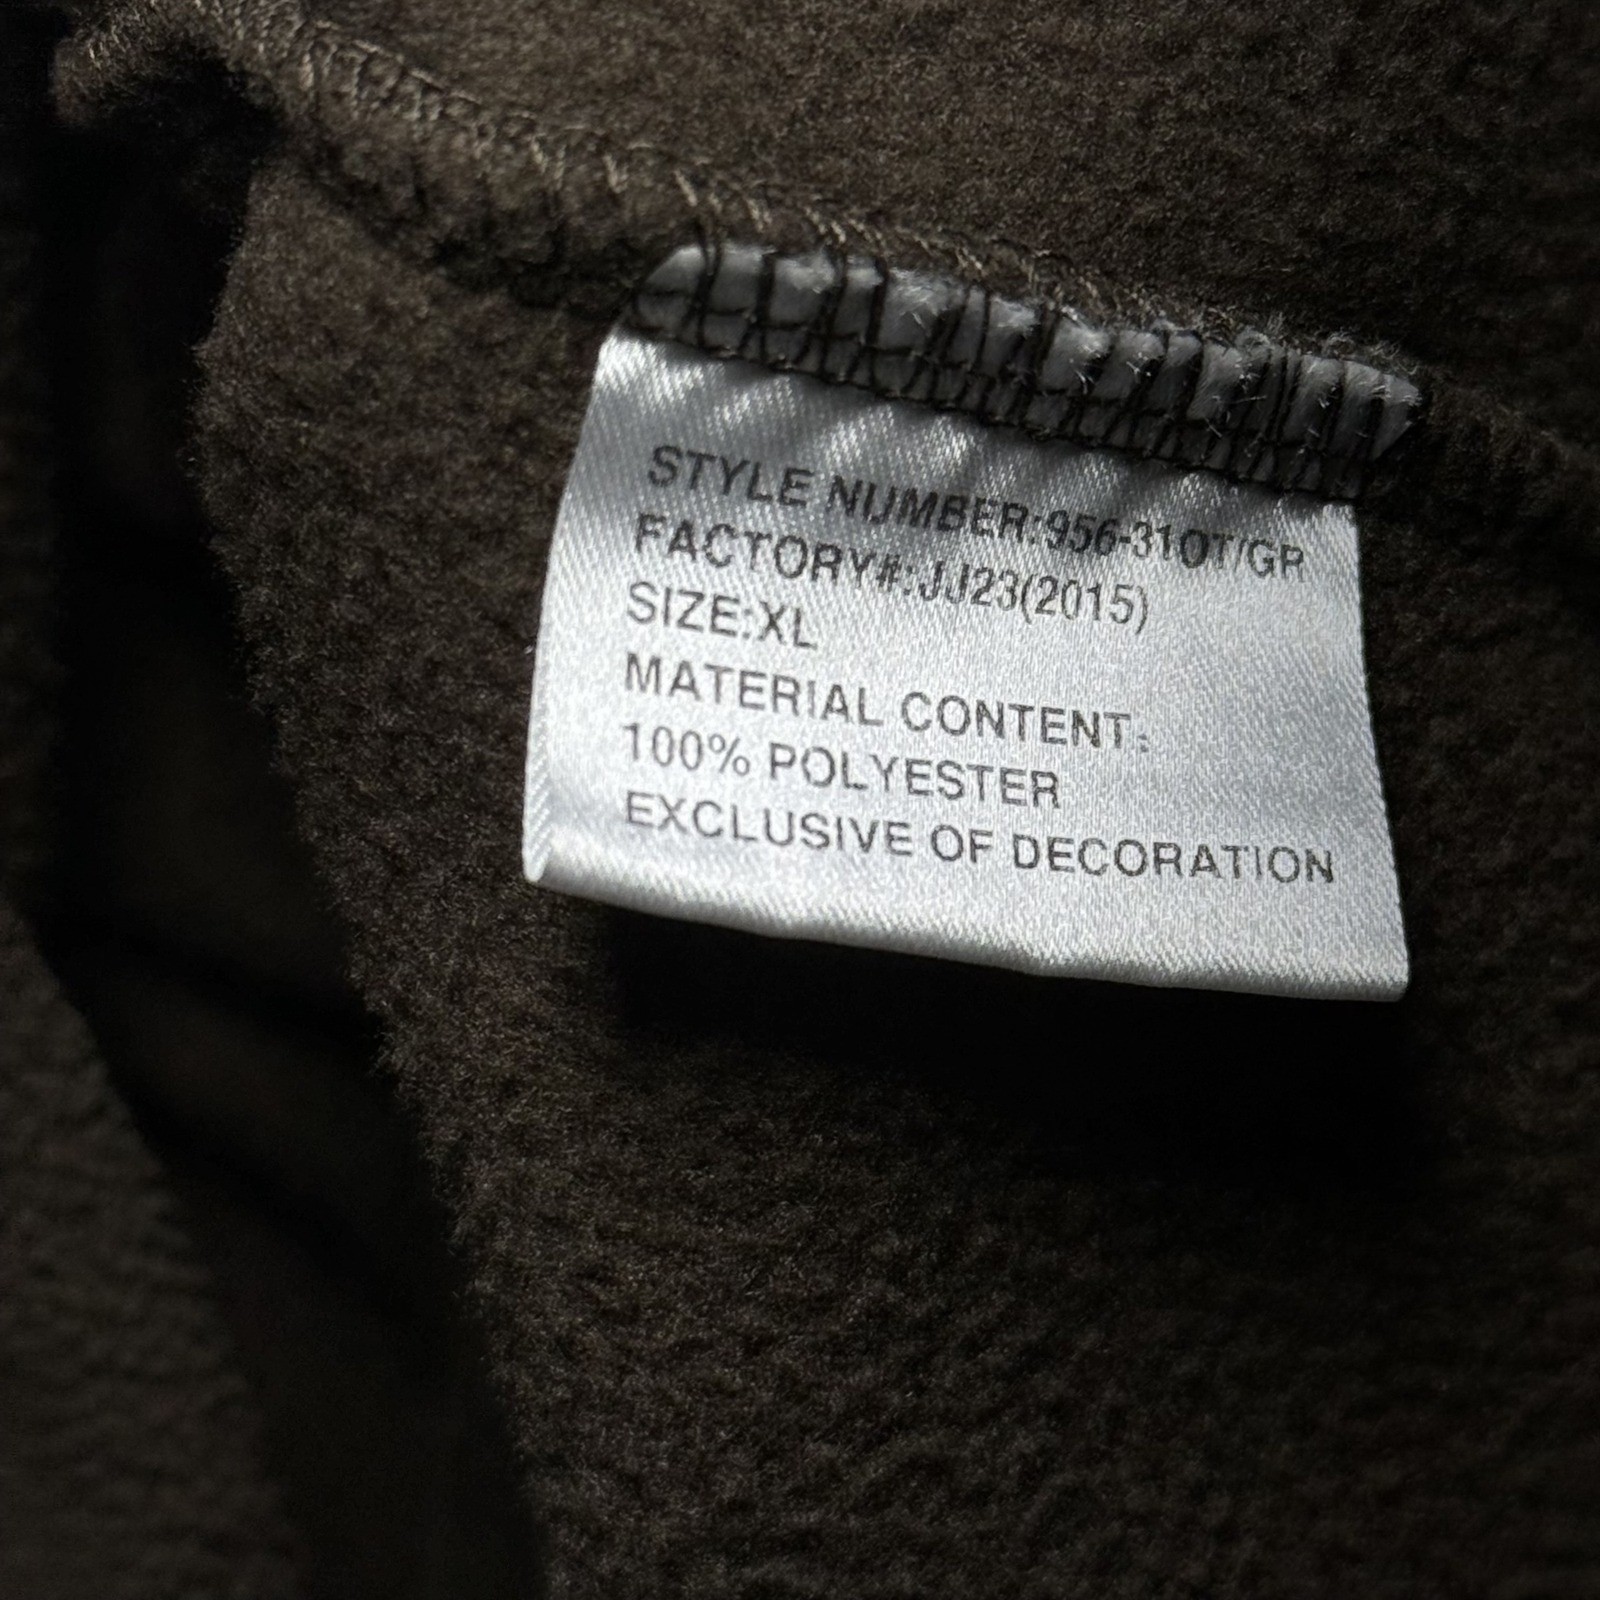 STYLE NUMBER:956-310T/GR
FACTORY#:JJ23(2015)
SIZE:XL
MATERIAL CONTENT:
100% POLYESTER
EXCLUSIVE OF DECORATION